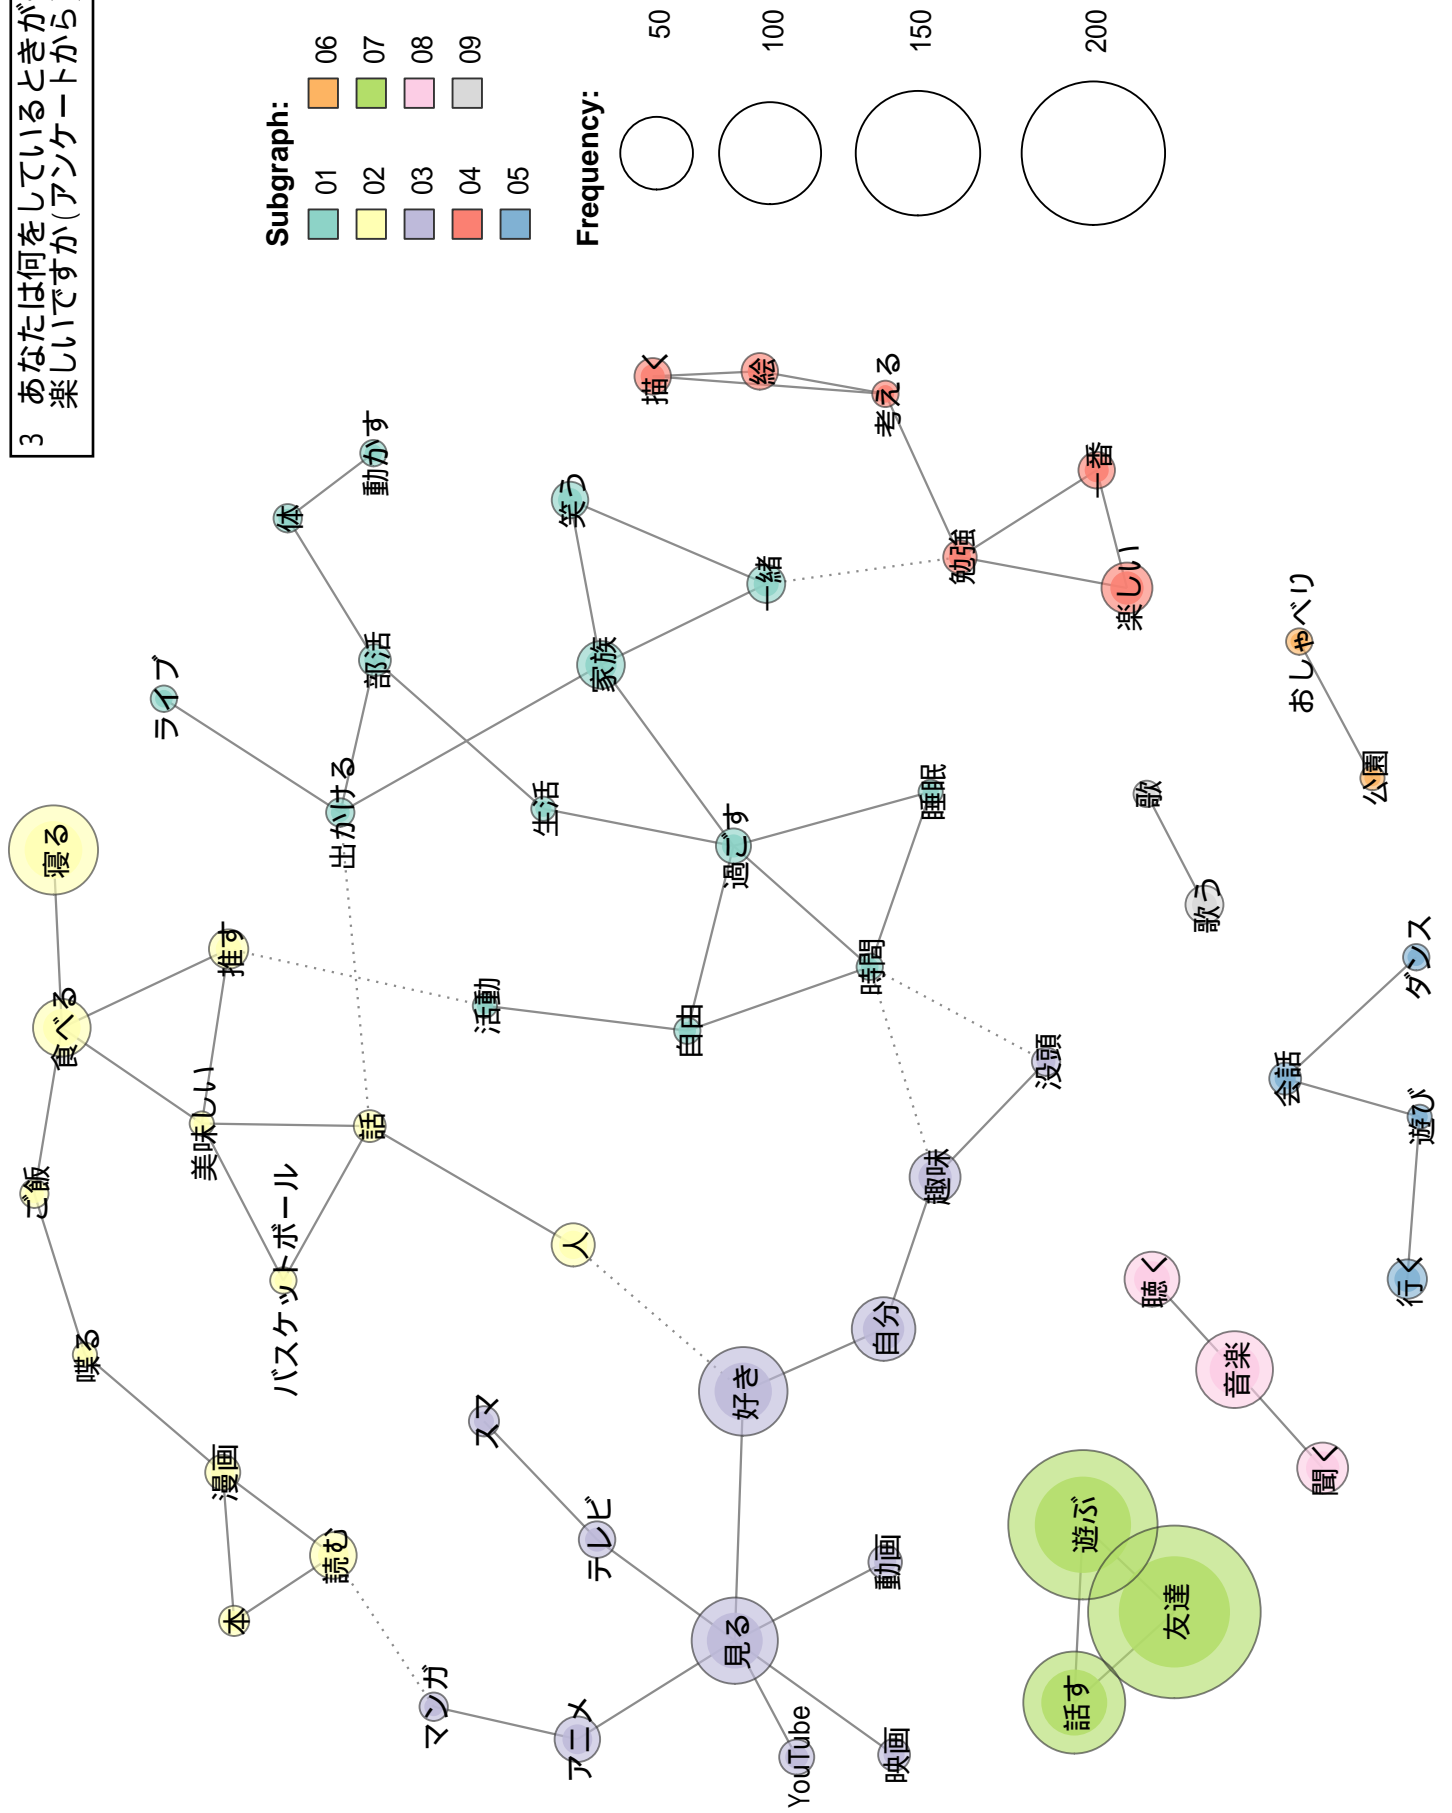 3 あなたは何をしているときが
楽しいですか(アンケートから
Subgraph:
01
06
02
07
03
08
04
09
05
Frequency:
50
100
150
200
ライブ
体
動かす
部活
出かける
笑う
家族
一緒
生活
過ごす
睡眠
時間
自由
活動
描く
絵
考える
勉強
一番
楽しい
寝る
食べる
推す
ご飯
美味しい
話
バスケットボール
喋る
人
漫画
本
読む
マンガ
アニメ
スマ
テレビ
見る
好き
自分
趣味
没頭
動画
YouTube
映画
おしゃべり
公園
歌
歌う
ダンス
会話
遊び
行く
聴く
音楽
聞く
遊ぶ
友達
話す